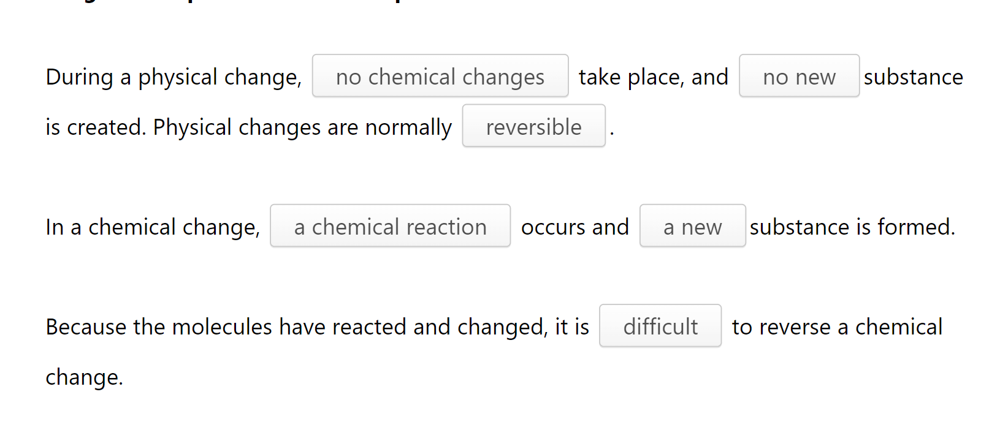 During a physical change, no chemical changes take place, and no new substance
is created. Physical changes are normally reversible .
In a chemical change, a chemical reaction occurs and a new substance is formed.
Because the molecules have reacted and changed, it is difficult to reverse a chemical
change.